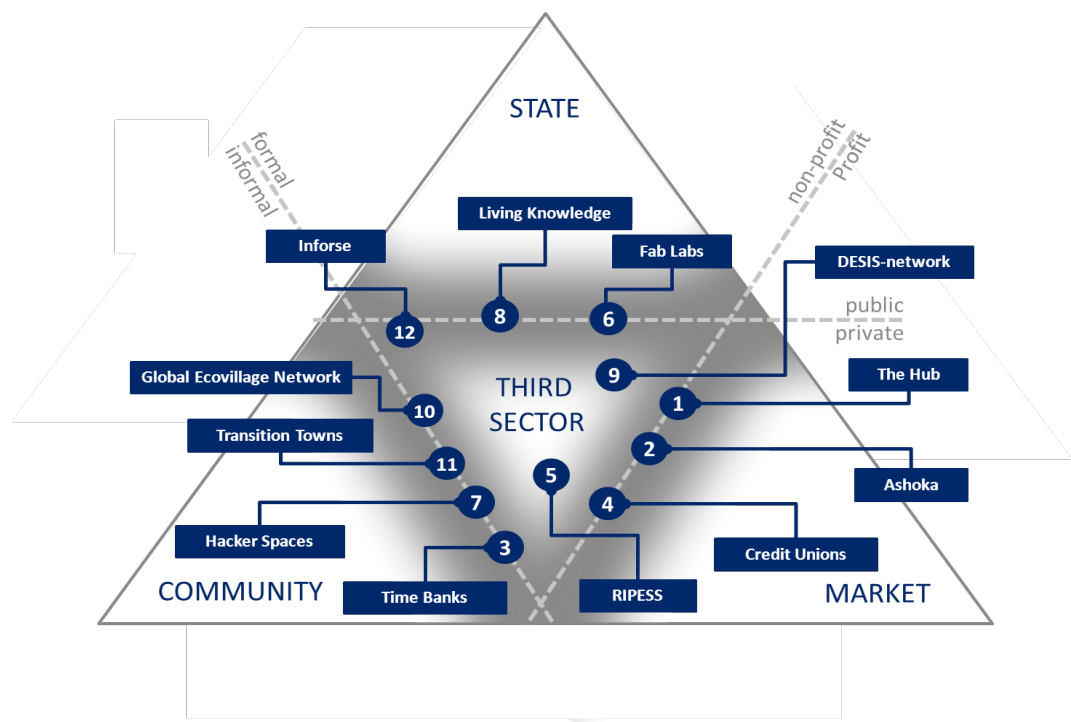 STATE
formal
informal
non-profit
Profit
Living Knowledge
Inforse
Fab Labs
DESIS-network
public
private
8
6
12
Global Ecovillage Network
THIRD
SECTOR
9
The Hub
1
10
Transition Towns
2
11
5
Ashoka
7
4
Hacker Spaces
3
Credit Unions
COMMUNITY
Time Banks
RIPESS
MARKET